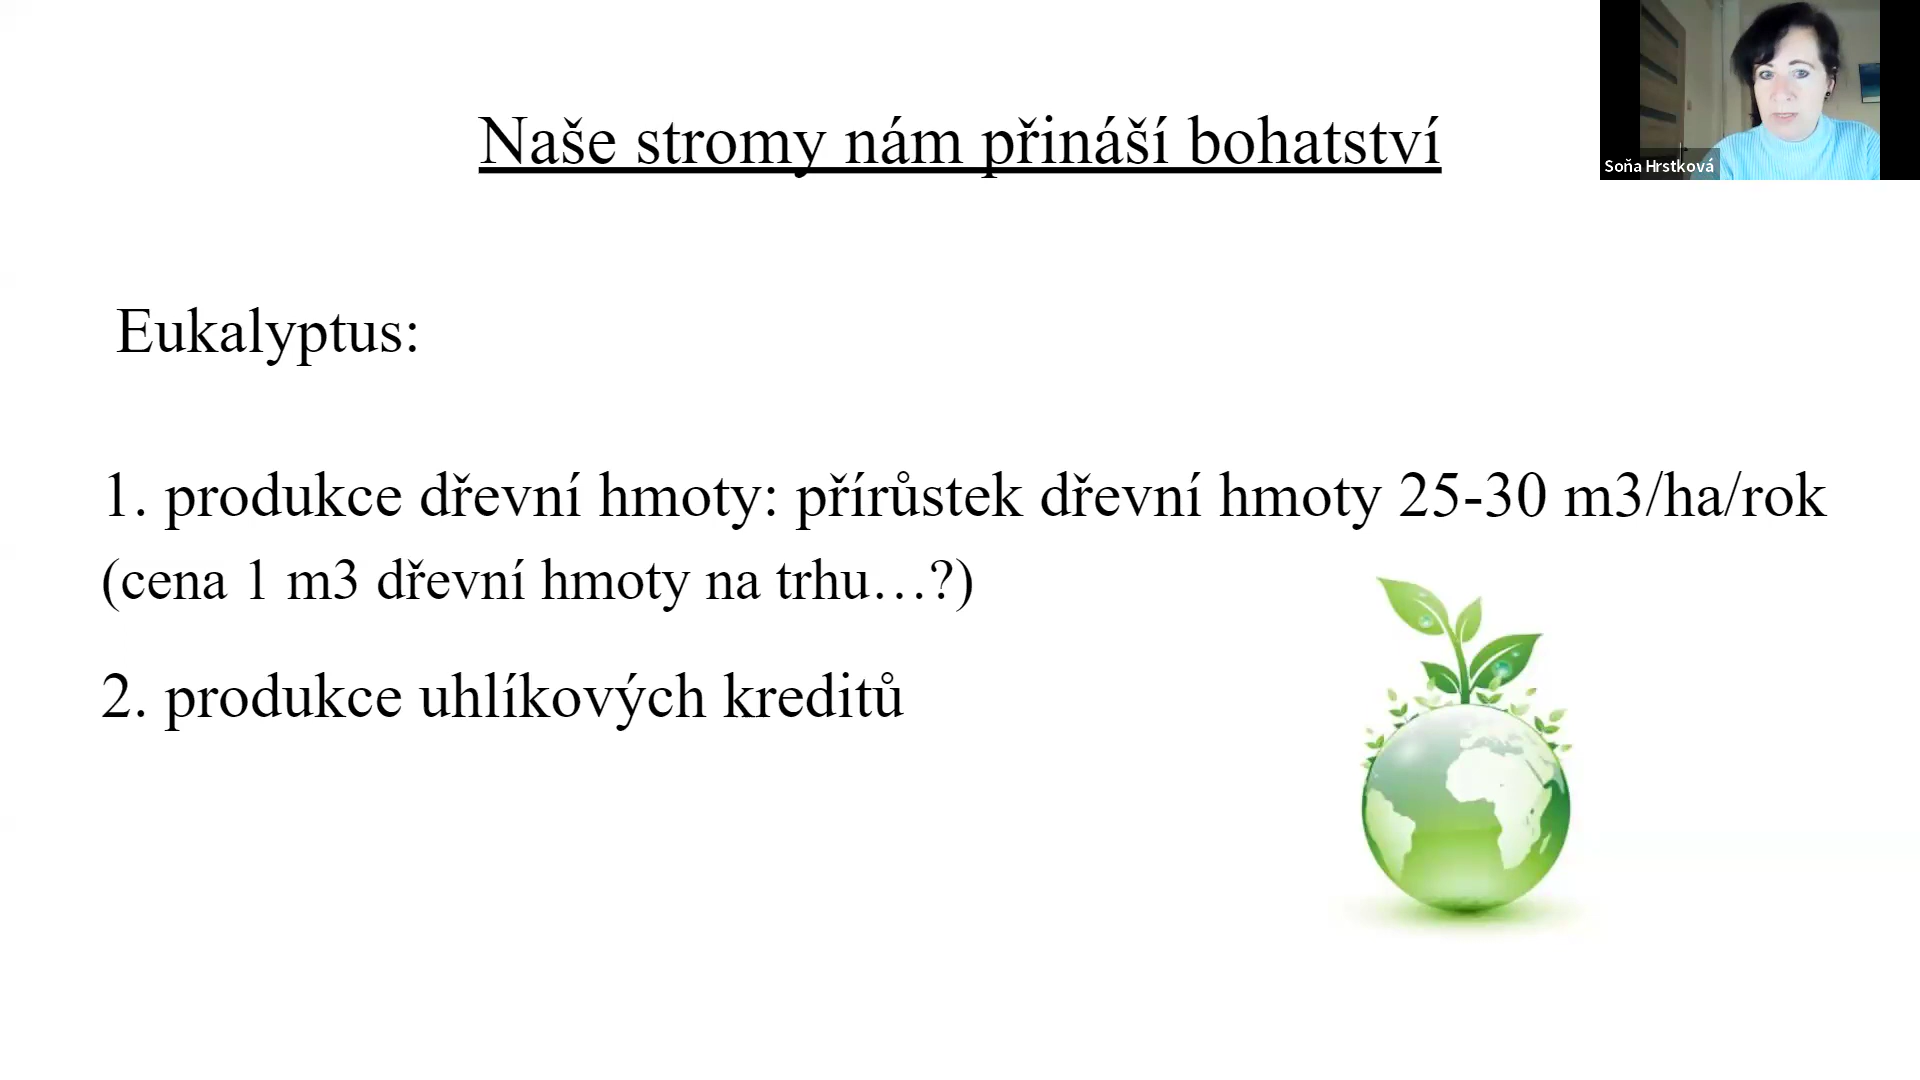 Naše stromy nám přináší bohatství
Soňa Hrstková
Eukalyptus:
1. produkce dřevní hmoty: přírůstek dřevní hmoty 25-30 m3/ha/rok
(cena 1 m3 dřevní hmoty na trhu…?)
2. produkce uhlíkových kreditů